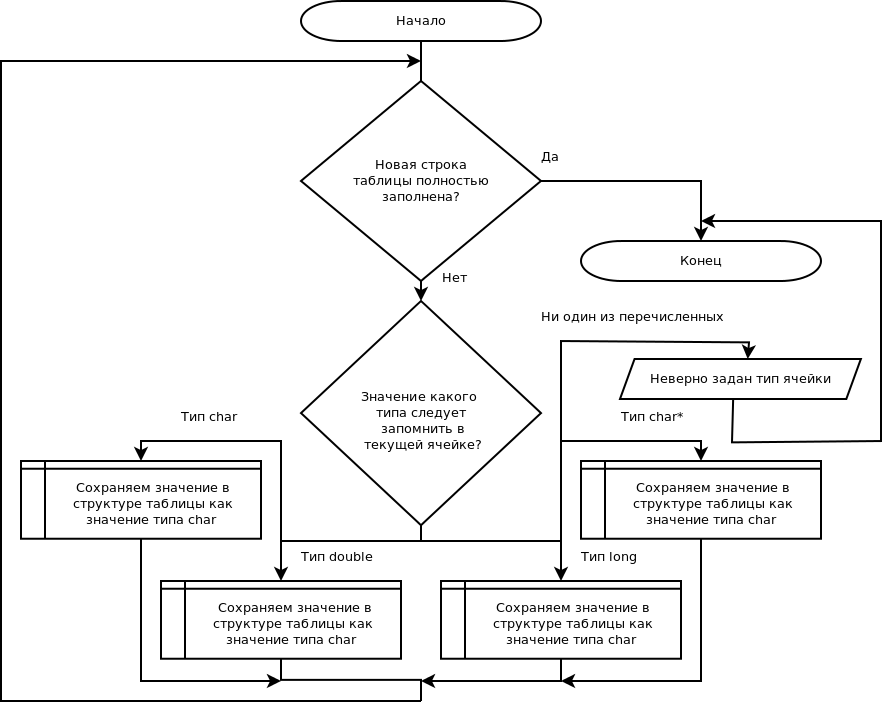 Начало
Новая строка
таблицы полностью
заполнена?
Да
Конец
Нет
Ни один из перечисленных
Неверно задан тип ячейки
Значение какого
типа следует
запомнить в
текущей ячейке?
Тип char
Тип char*
Сохраняем значение в
структуре таблицы как
значение типа char
Сохраняем значение в
структуре таблицы как
значение типа char
Тип double
Тип long
Сохраняем значение в
структуре таблицы как
значение типа char
Сохраняем значение в
структуре таблицы как
значение типа char